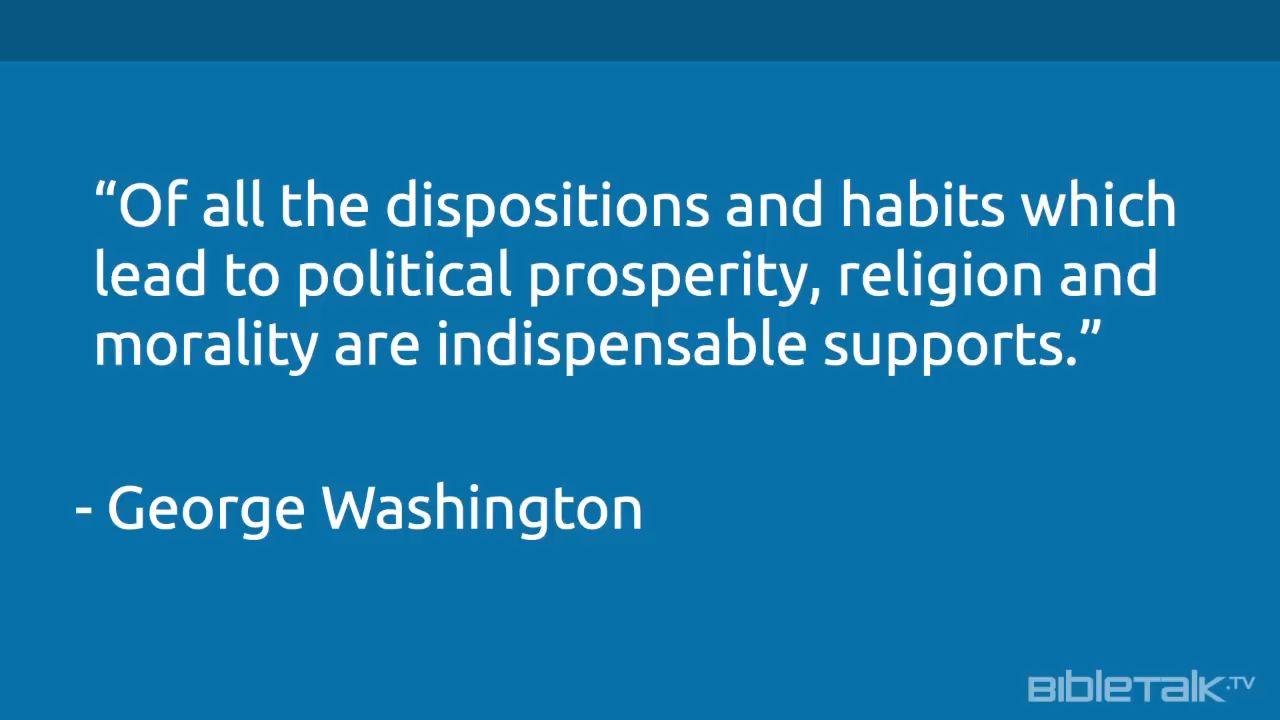 “Of all the dispositions and habits which
lead to political prosperity, religion and
morality are indispensable supports.”
- George Washington
BIBLETALK.TV